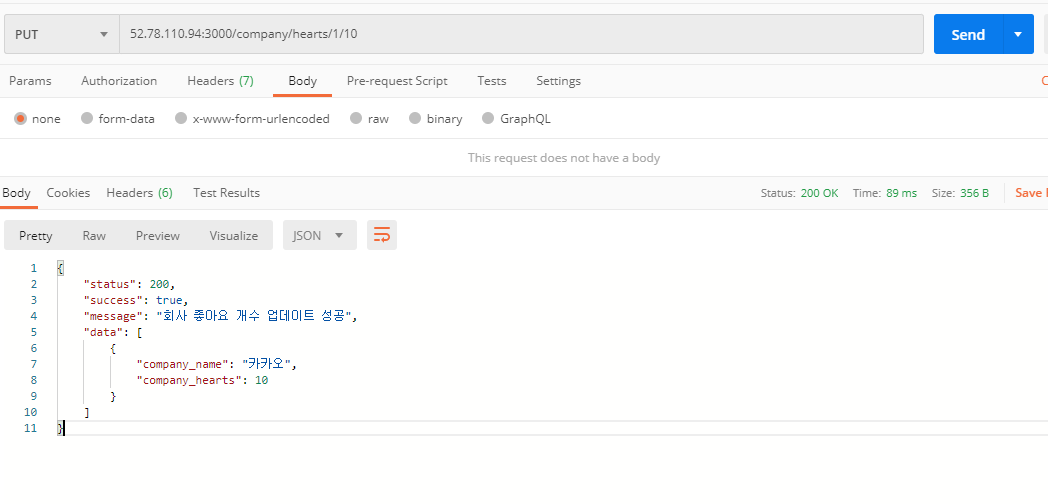 PUT 52.78.110.94:3000/company/hearts/1/10 Send
Params Authorization Headers (7) Body Pre-request Script Tests Settings
none form-data x-www-form-urlencoded raw binary GraphQL
This request does not have a body
Body Cookies Headers (6) Test Results Status: 200 OK Time: 89 ms Size: 356 B Save
Pretty Raw Preview Visualize JSON
1 {
2 "status": 200,
3 "success": true,
4 "message": "회사 좋아요 개수 업데이트 성공",
5 "data": [
6 {
7 "company_name": "카카오",
8 "company_hearts": 10
9 }
10 ]
11 }